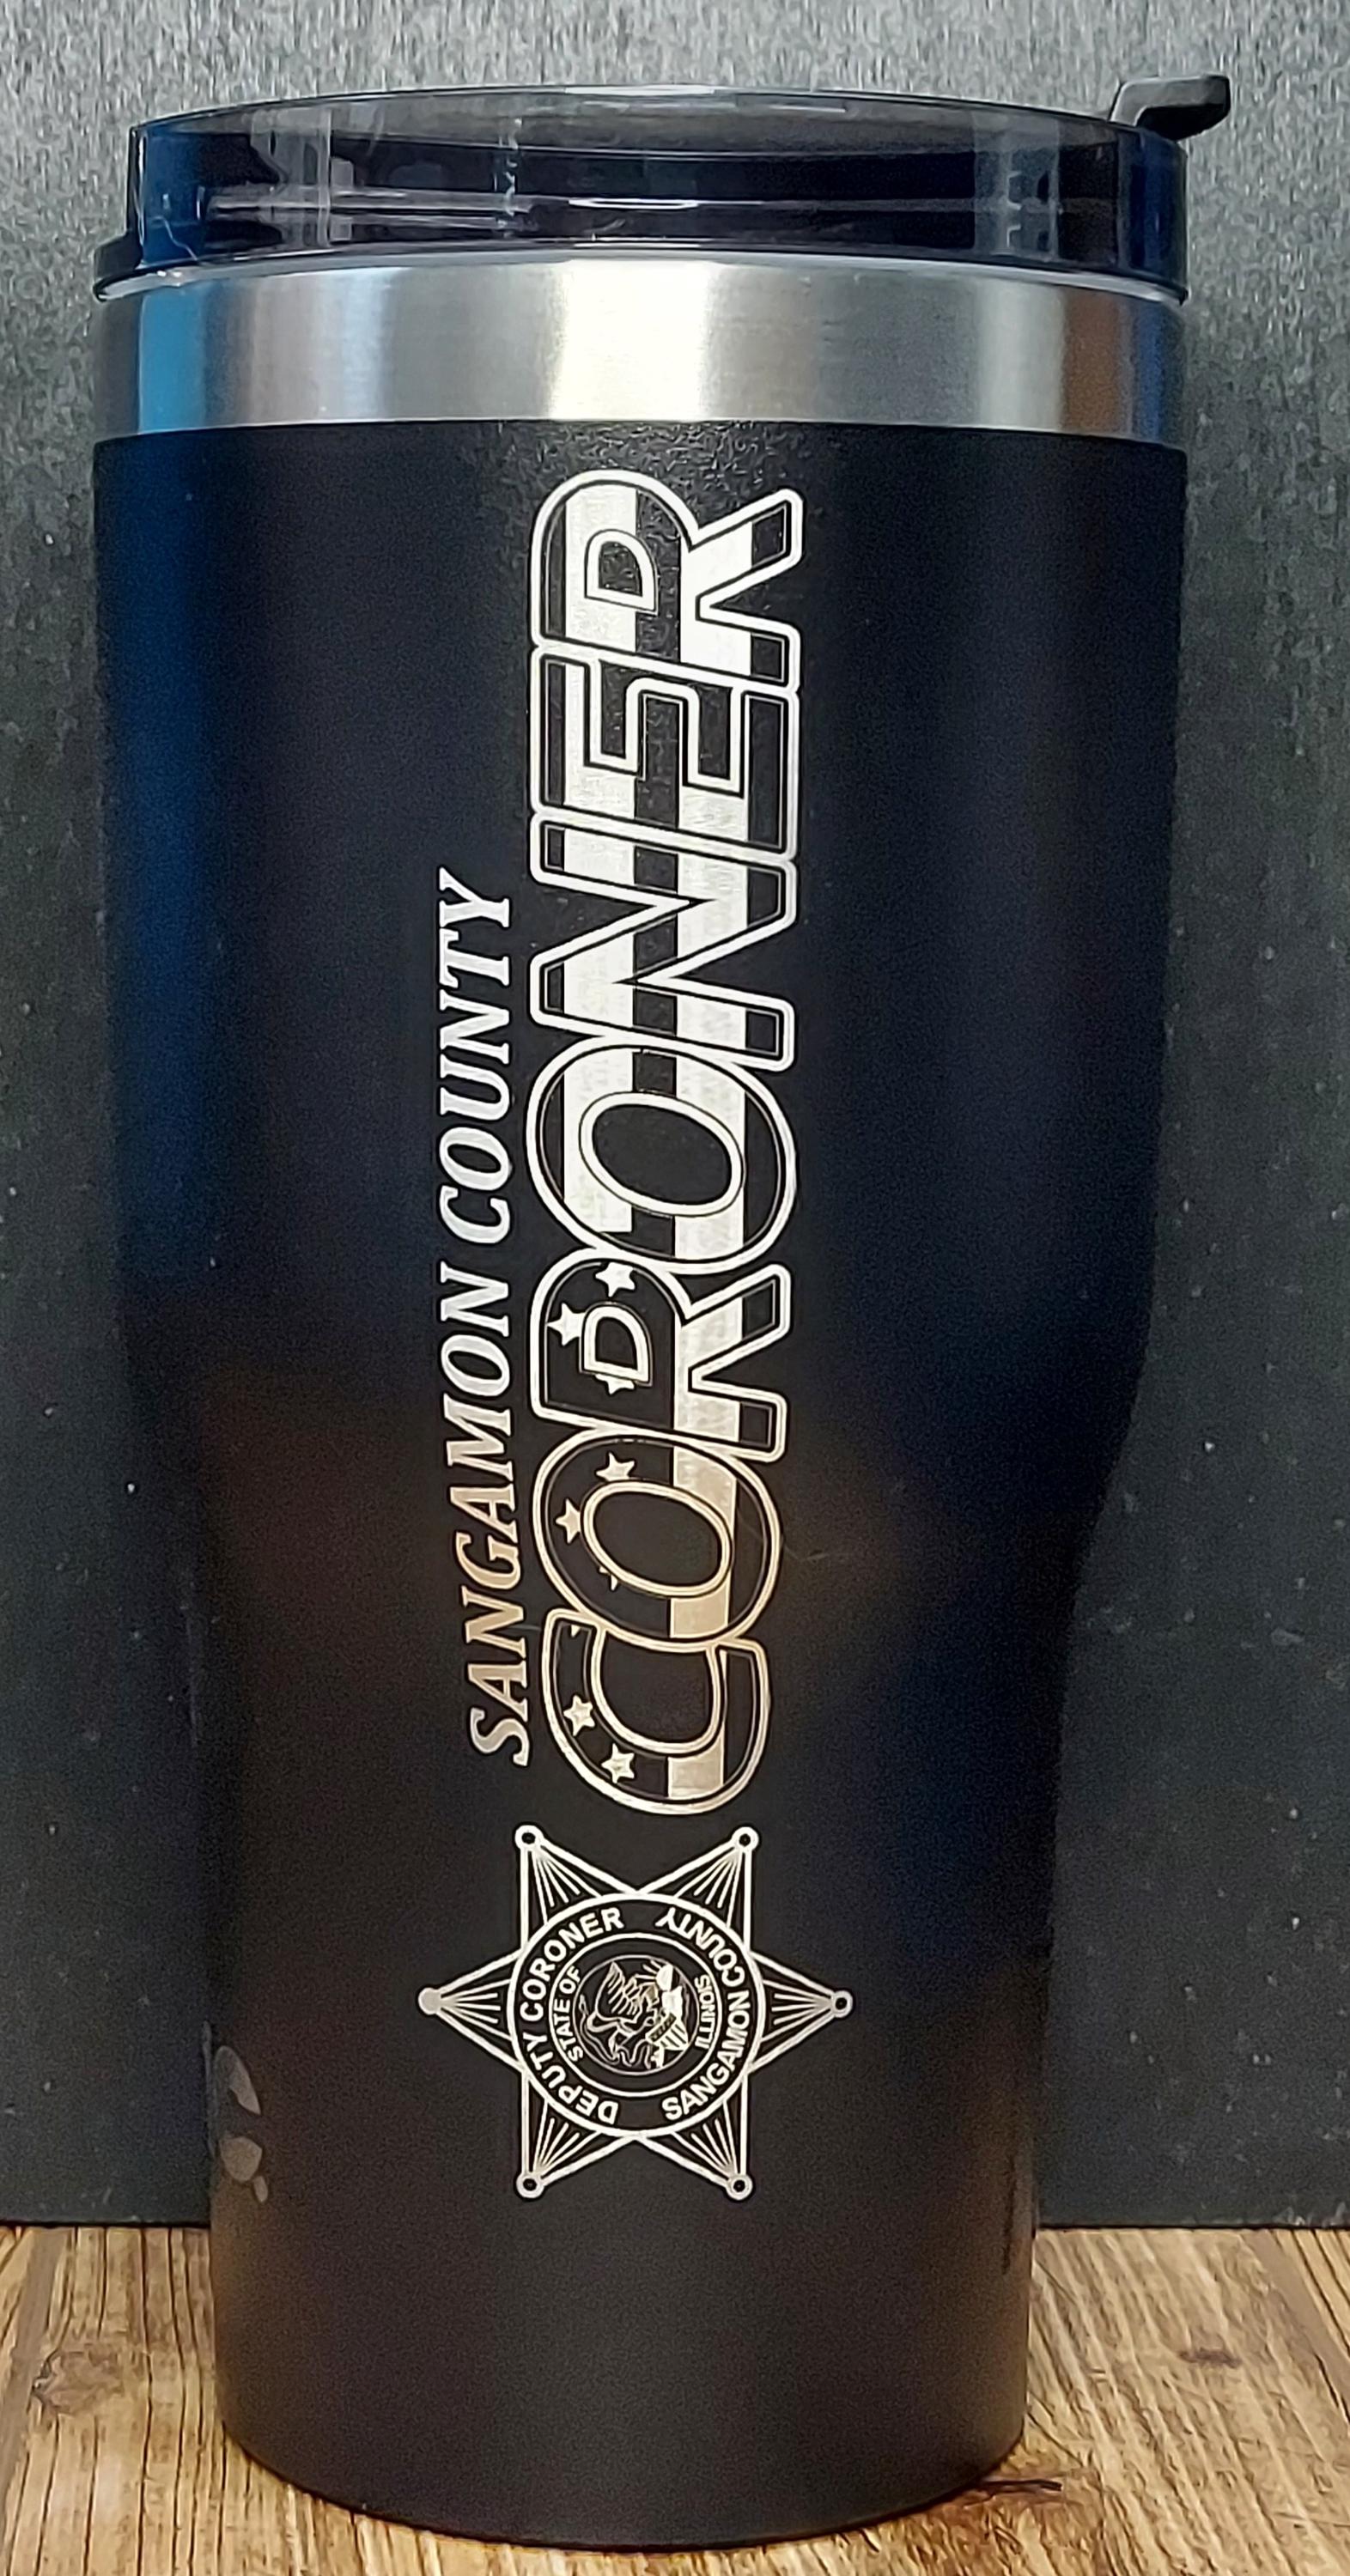 SANGAMON COUNTY
CORONER
DEPUTY CORONER
STATE OF
ILLINOIS
SANGAMON COUNTY